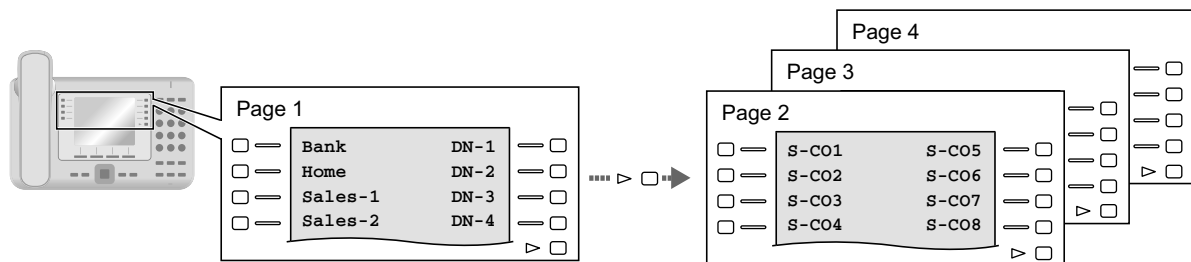 Page 1
Bank DN-1
Home DN-2
Sales-1 DN-3
Sales-2 DN-4
Page 2
S-CO1 S-CO5
S-CO2 S-CO6
S-CO3 S-CO7
S-CO4 S-CO8
Page 3
Page 4